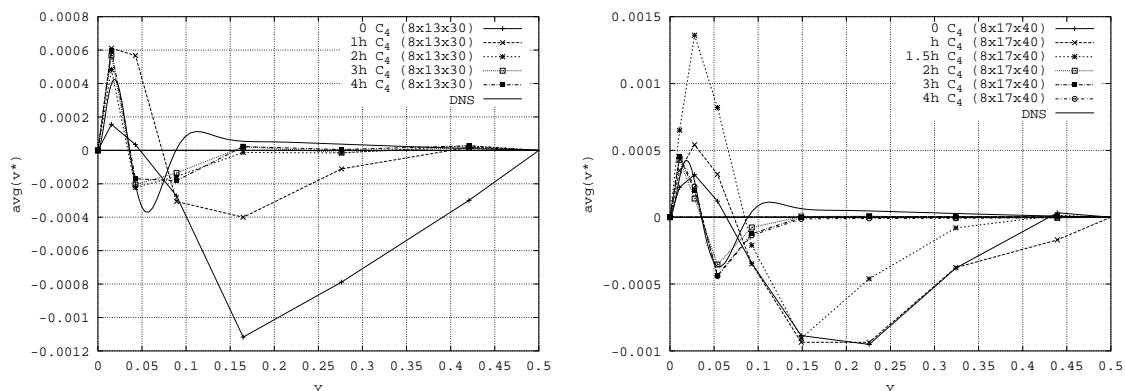 0 C4 (8x13x30)
1h C4 (8x13x30)
2h C4 (8x13x30)
3h C4 (8x13x30)
4h C4 (8x13x30)
DNS
0.0008
0.0006
0.0004
0.0002
0
-0.0002
-0.0004
-0.0006
-0.0008
-0.001
-0.0012
avg(v*)
0 0.05 0.1 0.15 0.2 0.25 0.3 0.35 0.4 0.45 0.5
Y
0 C4 (8x17x40)
h C4 (8x17x40)
1.5h C4 (8x17x40)
2h C4 (8x17x40)
3h C4 (8x17x40)
4h C4 (8x17x40)
DNS
0.0015
0.001
0.0005
0
-0.0005
-0.001
avg(v*)
0 0.05 0.1 0.15 0.2 0.25 0.3 0.35 0.4 0.45 0.5
Y